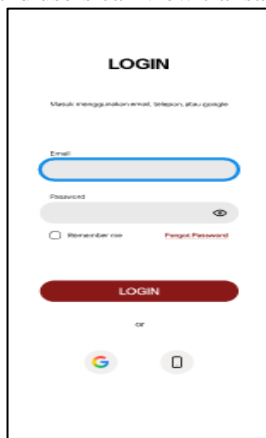 LOGIN
Masuk menggunakan email, telepon, atau google
Email
Password
Remember me Forgot Password
LOGIN
or